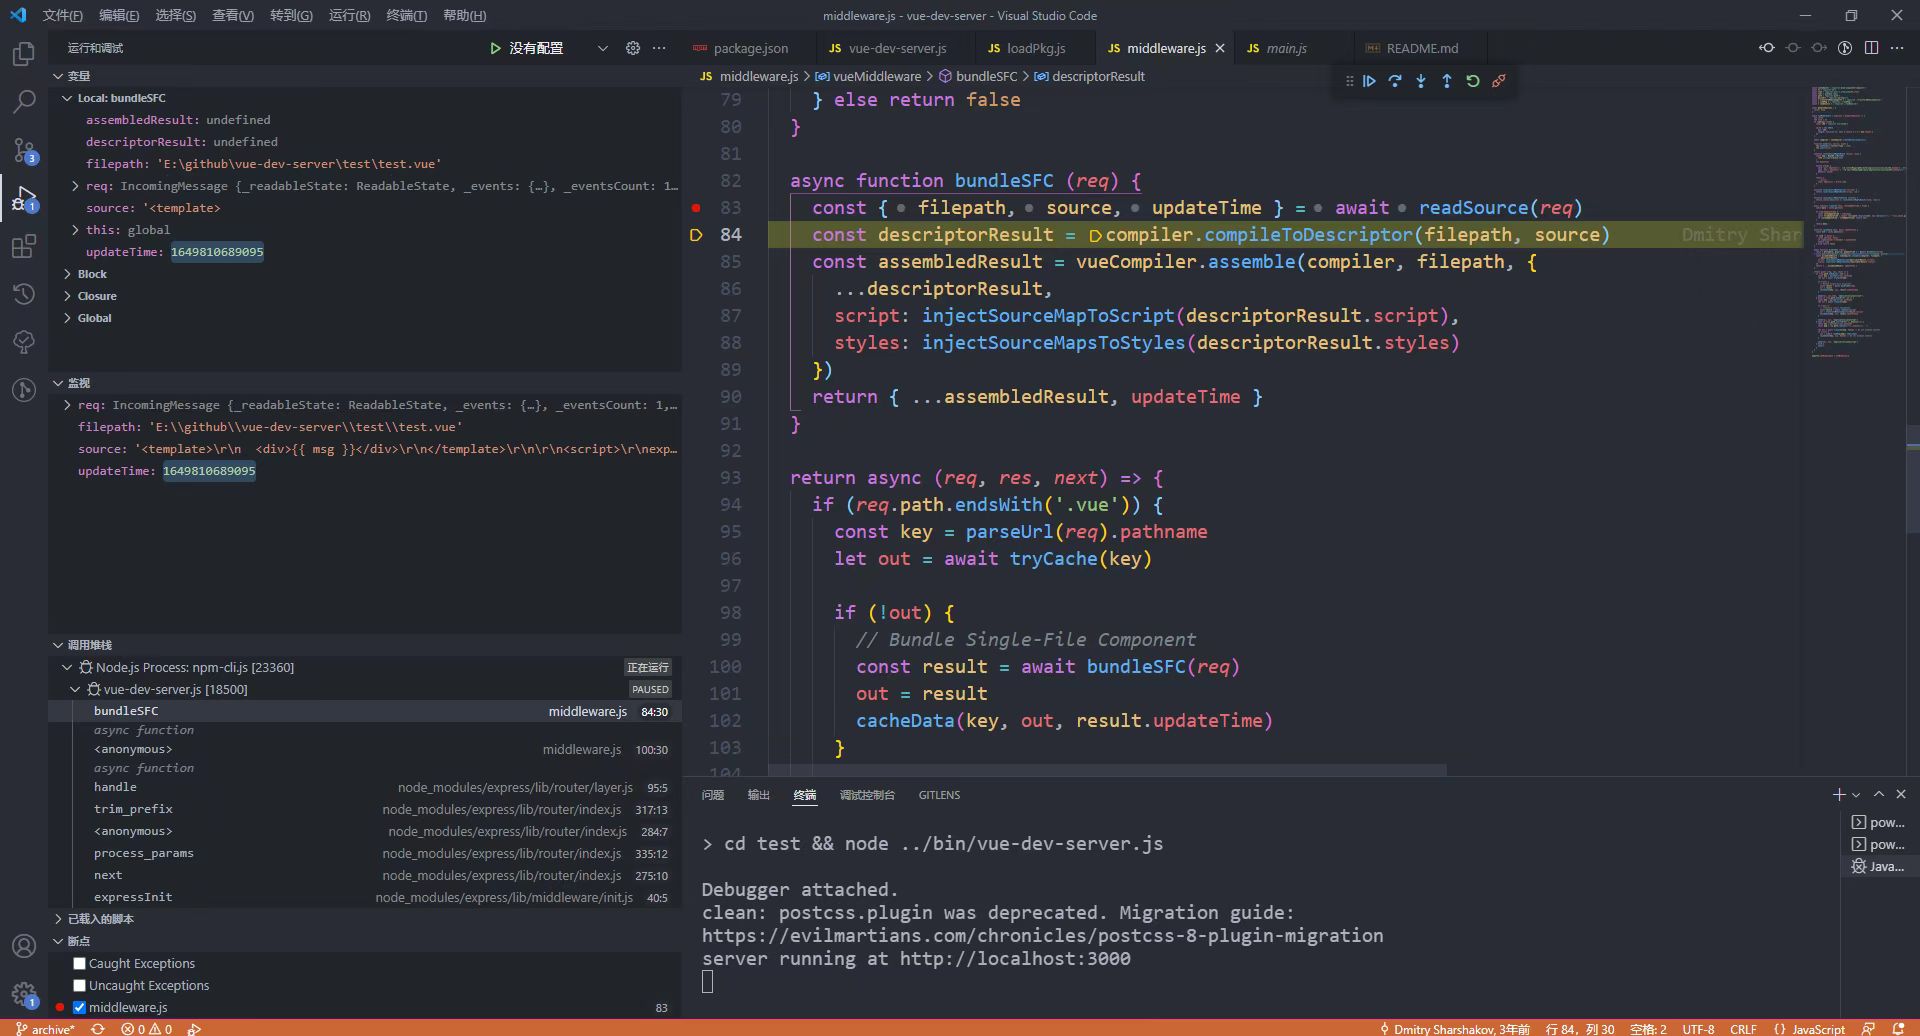 文件(F) 编辑(E) 选择(S) 查看(V) 转到(G) 运行(R) 终端(T) 帮助(H) middleware.js - vue-dev-server - Visual Studio Code
运行和调试 没有配置
变量
Local: bundleSFC
assembledResult: undefined
descriptorResult: undefined
filepath: 'E:\github\vue-dev-server\test\test.vue'
req: IncomingMessage {_readableState: ReadableState, _events: {…}, _eventsCount: 1…
source: '<template>
this: global
updateTime: 1649810689095
Block
Closure
Global
监视
req: IncomingMessage {_readableState: ReadableState, _events: {…}, _eventsCount: 1,…
filepath: 'E:\\github\\vue-dev-server\\test\\test.vue'
source: '<template>\r\n  <div>{{ msg }}</div>\r\n</template>\r\n\r\n<script>\r\nexp…
updateTime: 1649810689095
调用堆栈
Node.js Process: npm-cli.js [23360] 正在运行
vue-dev-server.js [18500] PAUSED
bundleSFC middleware.js 84:30
async function
<anonymous> middleware.js 100:30
async function
handle node_modules/express/lib/router/layer.js 95:5
trim_prefix node_modules/express/lib/router/index.js 317:13
<anonymous> node_modules/express/lib/router/index.js 284:7
process_params node_modules/express/lib/router/index.js 335:12
next node_modules/express/lib/router/index.js 275:10
expressInit node_modules/express/lib/middleware/init.js 40:5
已载入的脚本
断点
Caught Exceptions
Uncaught Exceptions
middleware.js 83
3
1
1
package.json JS vue-dev-server.js JS loadPkg.js JS middleware.js JS main.js README.md
JS middleware.js > vueMiddleware > bundleSFC > descriptorResult
79 } else return false
80 }
81
82 async function bundleSFC (req) {
83 const { filepath, source, updateTime } = await readSource(req)
84 const descriptorResult = compiler.compileToDescriptor(filepath, source) Dmitry Shar
85 const assembledResult = vueCompiler.assemble(compiler, filepath, {
86 ...descriptorResult,
87 script: injectSourceMapToScript(descriptorResult.script),
88 styles: injectSourceMapsToStyles(descriptorResult.styles)
89 })
90 return { ...assembledResult, updateTime }
91 }
92
93 return async (req, res, next) => {
94 if (req.path.endsWith('.vue')) {
95 const key = parseUrl(req).pathname
96 let out = await tryCache(key)
97
98 if (!out) {
99 // Bundle Single-File Component
100 const result = await bundleSFC(req)
101 out = result
102 cacheData(key, out, result.updateTime)
103 }
104
问题 输出 终端 调试控制台 GITLENS
> cd test && node ../bin/vue-dev-server.js
Debugger attached.
clean: postcss.plugin was deprecated. Migration guide:
https://evilmartians.com/chronicles/postcss-8-plugin-migration
server running at http://localhost:3000
pow...
pow...
Java...
archive* 0 0 Dmitry Sharshakov, 3年前 行 84, 列 30 空格: 2 UTF-8 CRLF {} JavaScript